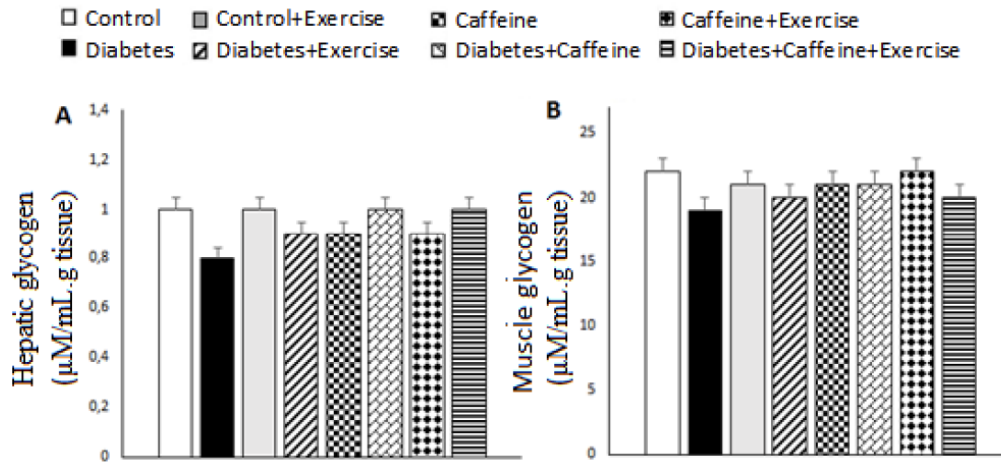 Control Control+Exercise Caffeine Caffeine+Exercise
Diabetes Diabetes+Exercise Diabetes+Caffeine Diabetes+Caffeine+Exercise
A
Hepatic glycogen
(µM/mL.g tissue)
1,4
1,2
1
0,8
0,6
0,4
0,2
0
B
Muscle glycogen
(µM/mL.g tissue)
25
20
15
10
5
0